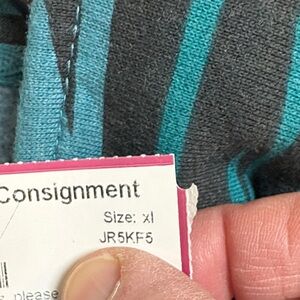 Consignment
Size: xl
JR5KF5
please